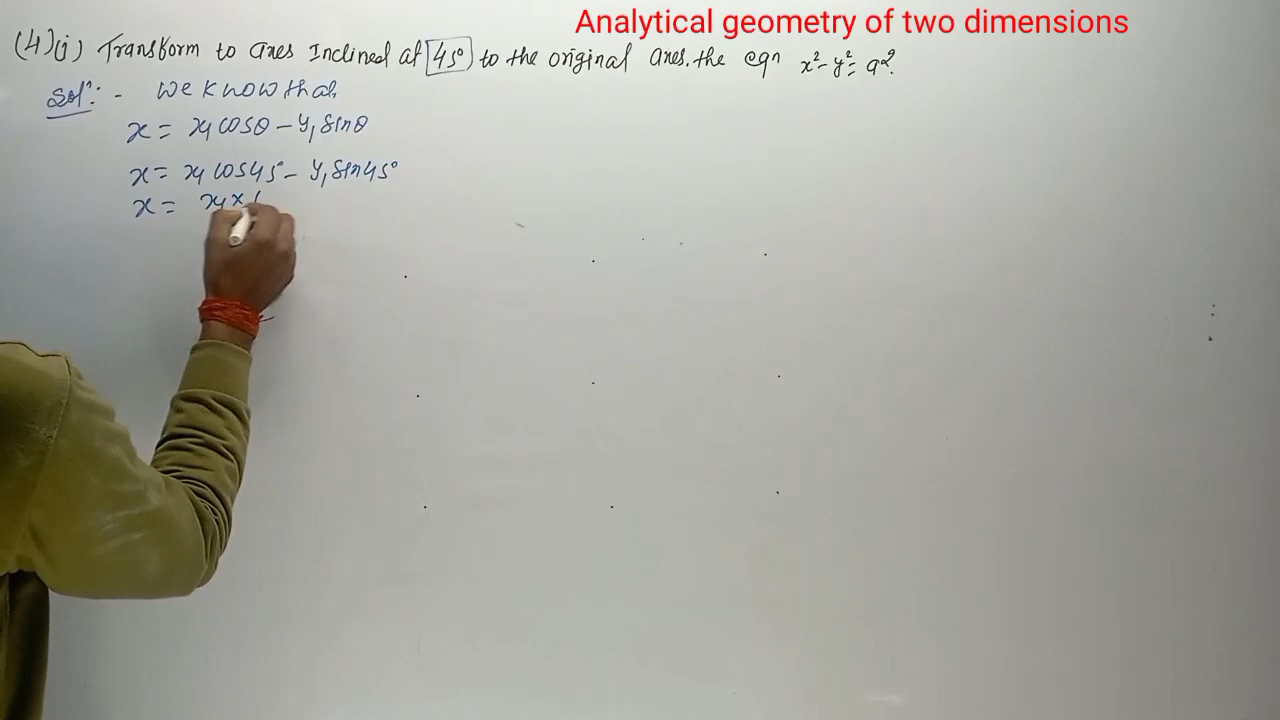 Analytical geometry of two dimensions
(4)(j) Transform to axes Inclined at 45° to the original axes. the eqn x² - y² = a².
Solⁿ: - We know that
x = x₁ cosθ - y₁ sinθ
x = x₁ cos45° - y₁ sin45°
x = x₁ ×